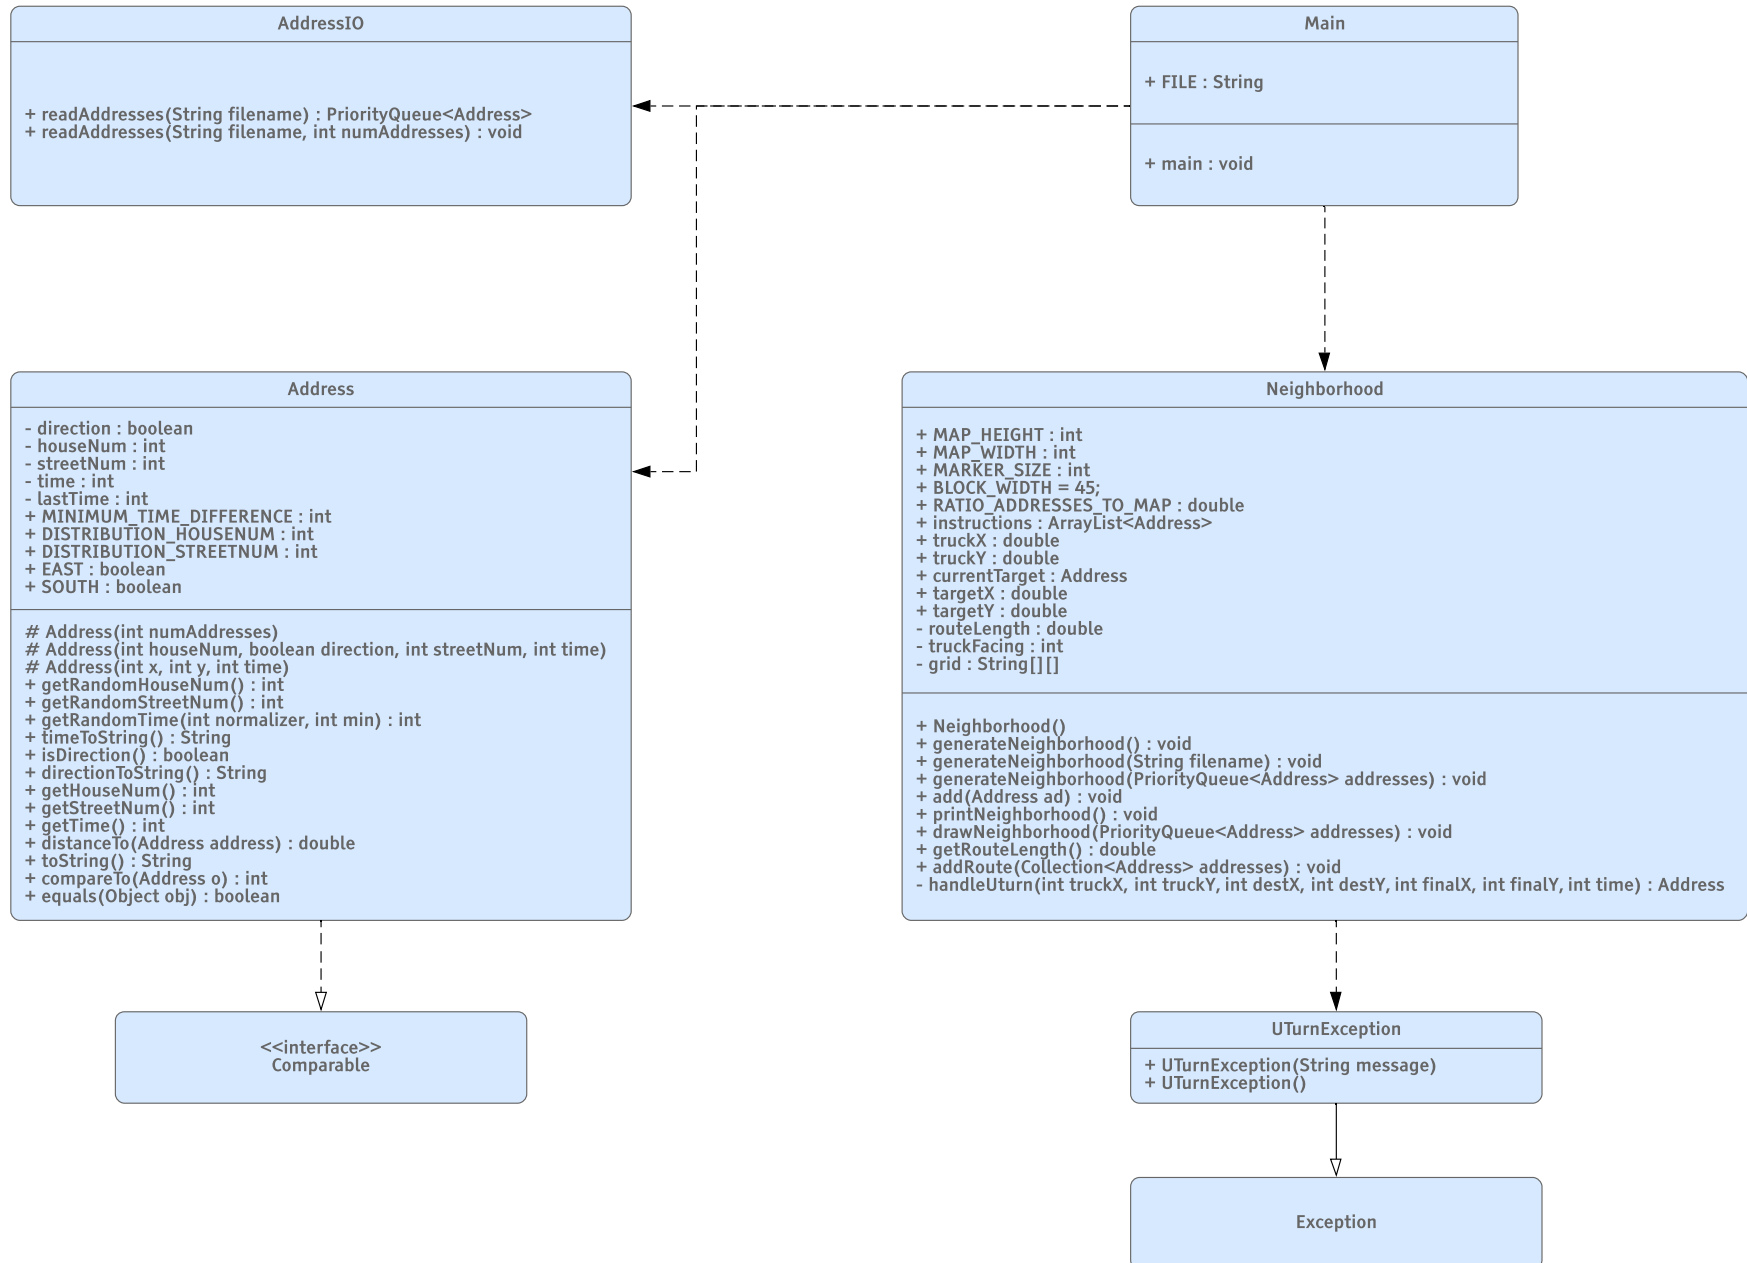 AddressIO
+ readAddresses(String filename) : PriorityQueue<Address>
+ readAddresses(String filename, int numAddresses) : void
Main
+ FILE : String
+ main : void
Address
- direction : boolean
- houseNum : int
- streetNum : int
- time : int
- lastTime : int
+ MINIMUM_TIME_DIFFERENCE : int
+ DISTRIBUTION_HOUSENUM : int
+ DISTRIBUTION_STREETNUM : int
+ EAST : boolean
+ SOUTH : boolean
# Address(int numAddresses)
# Address(int houseNum, boolean direction, int streetNum, int time)
# Address(int x, int y, int time)
+ getRandomHouseNum() : int
+ getRandomStreetNum() : int
+ getRandomTime(int normalizer, int min) : int
+ timeToString() : String
+ isDirection() : boolean
+ directionToString() : String
+ getHouseNum() : int
+ getStreetNum() : int
+ getTime() : int
+ distanceTo(Address address) : double
+ toString() : String
+ compareTo(Address o) : int
+ equals(Object obj) : boolean
Neighborhood
+ MAP_HEIGHT : int
+ MAP_WIDTH : int
+ MARKER_SIZE : int
+ BLOCK_WIDTH = 45;
+ RATIO_ADDRESSES_TO_MAP : double
+ instructions : ArrayList<Address>
+ truckX : double
+ truckY : double
+ currentTarget : Address
+ targetX : double
+ targetY : double
- routeLength : double
- truckFacing : int
- grid : String[][]
+ Neighborhood()
+ generateNeighborhood() : void
+ generateNeighborhood(String filename) : void
+ generateNeighborhood(PriorityQueue<Address> addresses) : void
+ add(Address ad) : void
+ printNeighborhood() : void
+ drawNeighborhood(PriorityQueue<Address> addresses) : void
+ getRouteLength() : double
+ addRoute(Collection<Address> addresses) : void
- handleUturn(int truckX, int truckY, int destX, int destY, int finalX, int finalY, int time) : Address
<<interface>>
Comparable
UTurnException
+ UTurnException(String message)
+ UTurnException()
Exception